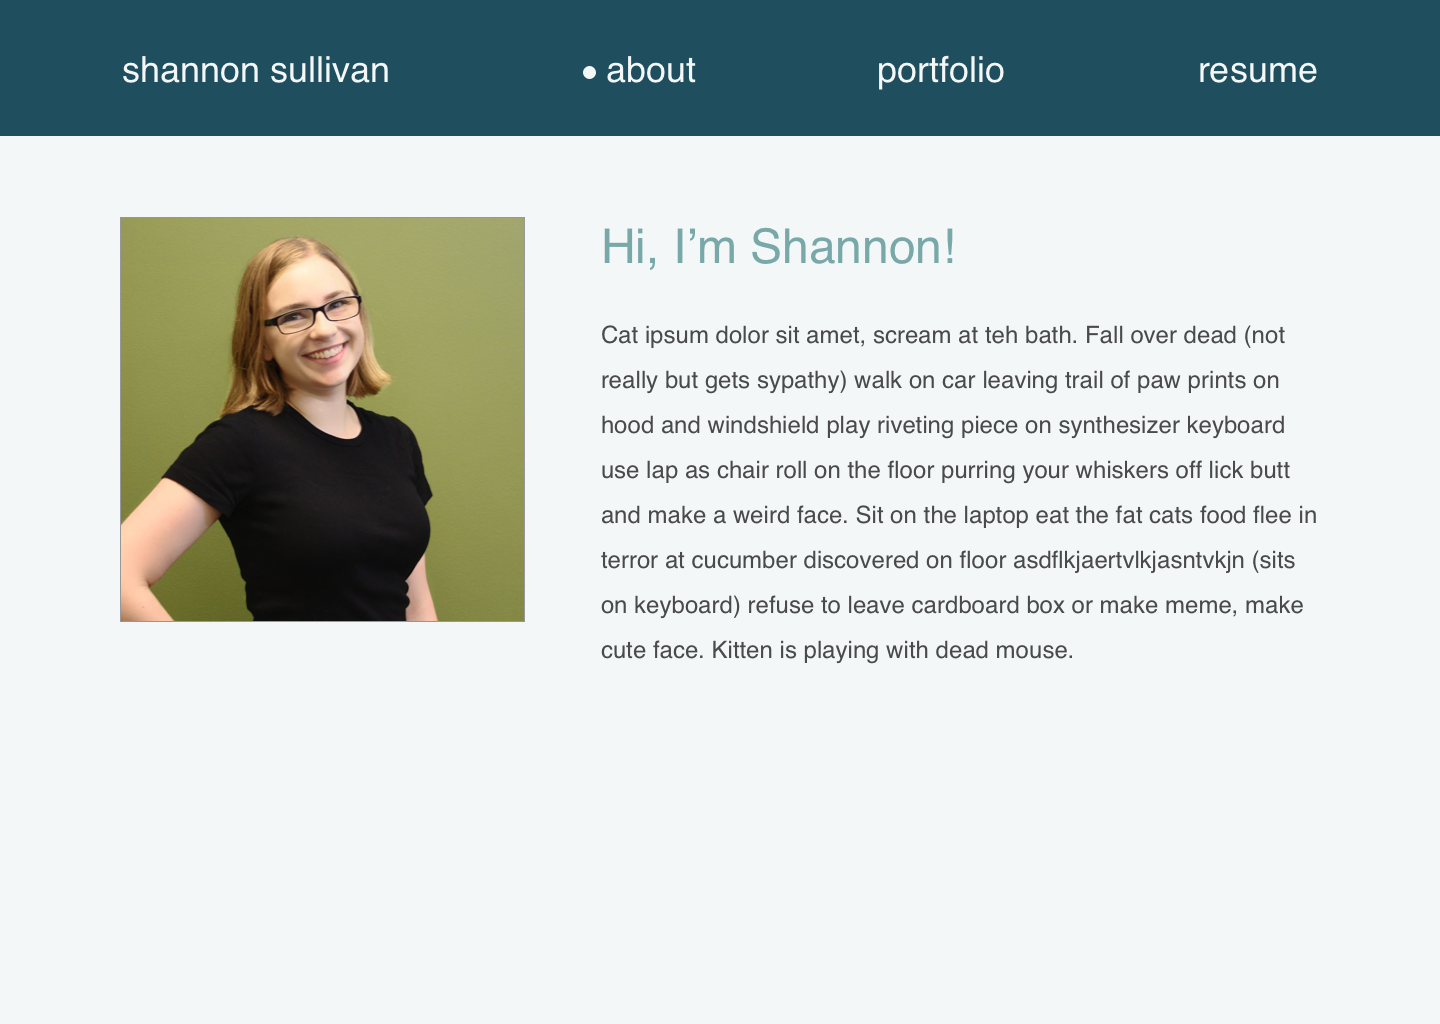 shannon sullivan
• about
portfolio
resume
Hi, I’m Shannon!
Cat ipsum dolor sit amet, scream at teh bath. Fall over dead (not
really but gets sypathy) walk on car leaving trail of paw prints on
hood and windshield play riveting piece on synthesizer keyboard
use lap as chair roll on the floor purring your whiskers off lick butt
and make a weird face. Sit on the laptop eat the fat cats food flee in
terror at cucumber discovered on floor asdflkjaertvlkjasntvkjn (sits
on keyboard) refuse to leave cardboard box or make meme, make
cute face. Kitten is playing with dead mouse.